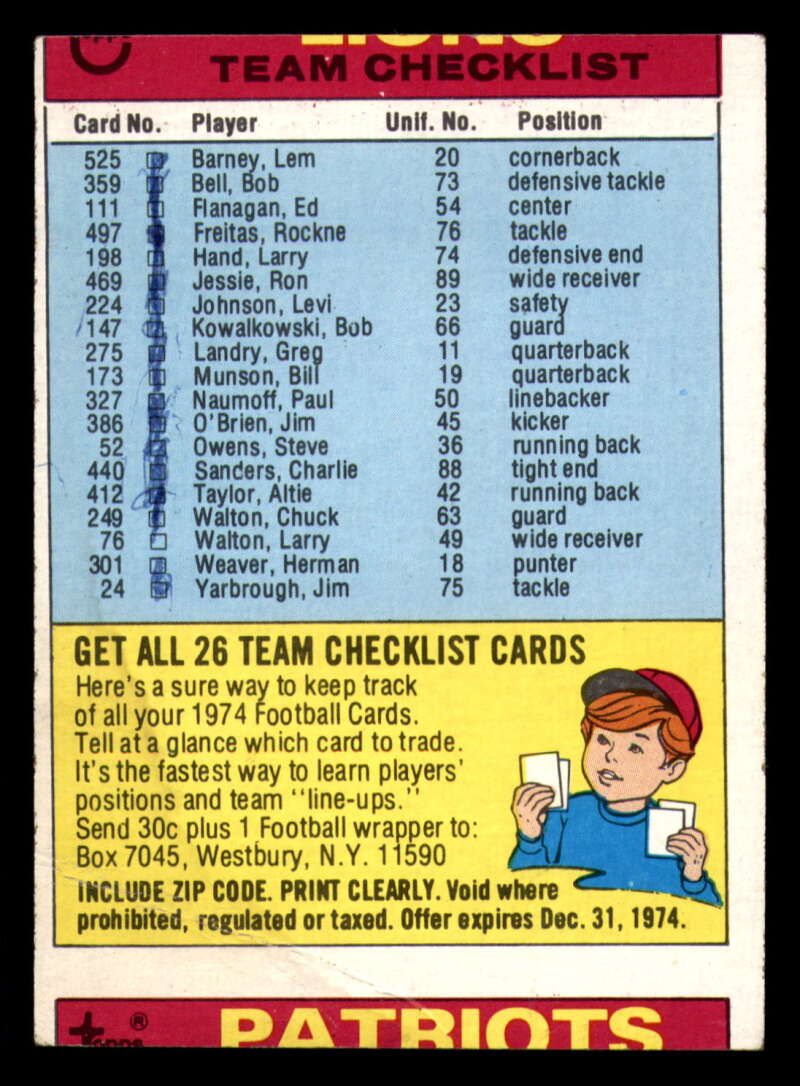 LIONS
TEAM CHECKLIST
Card No. Player Unif. No. Position
525 Barney, Lem 20 cornerback
359 Bell, Bob 73 defensive tackle
111 Flanagan, Ed 54 center
497 Freitas, Rockne 76 tackle
198 Hand, Larry 74 defensive end
469 Jessie, Ron 89 wide receiver
224 Johnson, Levi 23 safety
147 Kowalkowski, Bob 66 guard
275 Landry, Greg 11 quarterback
173 Munson, Bill 19 quarterback
327 Naumoff, Paul 50 linebacker
386 O'Brien, Jim 45 kicker
52 Owens, Steve 36 running back
440 Sanders, Charlie 88 tight end
412 Taylor, Altie 42 running back
249 Walton, Chuck 63 guard
76 Walton, Larry 49 wide receiver
301 Weaver, Herman 18 punter
24 Yarbrough, Jim 75 tackle
GET ALL 26 TEAM CHECKLIST CARDS
Here's a sure way to keep track
of all your 1974 Football Cards.
Tell at a glance which card to trade.
It's the fastest way to learn players'
positions and team "line-ups."
Send 30c plus 1 Football wrapper to:
Box 7045, Westbury, N.Y. 11590
INCLUDE ZIP CODE. PRINT CLEARLY. Void where
prohibited, regulated or taxed. Offer expires Dec. 31, 1974.
topps ® PATRIOTS